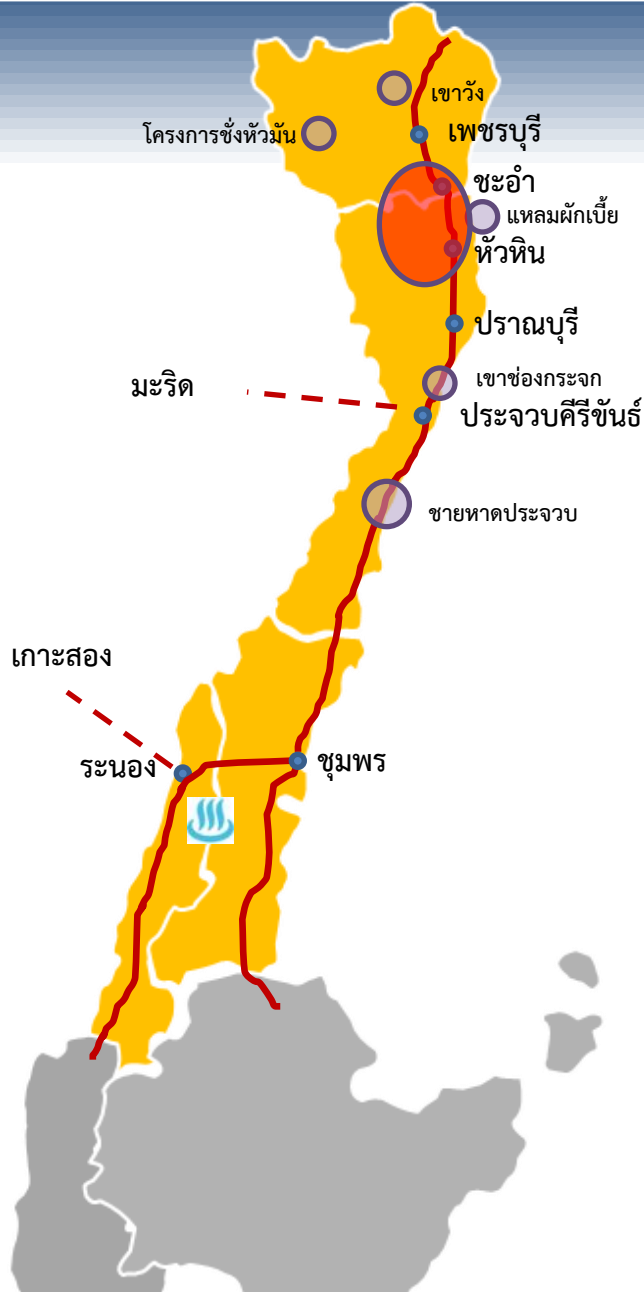 เขาวัง
โครงการชั่งหัวมัน
เพชรบุรี
ชะอำ
แหลมผักเบี้ย
หัวหิน
ปราณบุรี
เขาช่องกระจก
มะริด
ประจวบคีรีขันธ์
ชายหาดประจวบ
เกาะสอง
ระนอง
ชุมพร